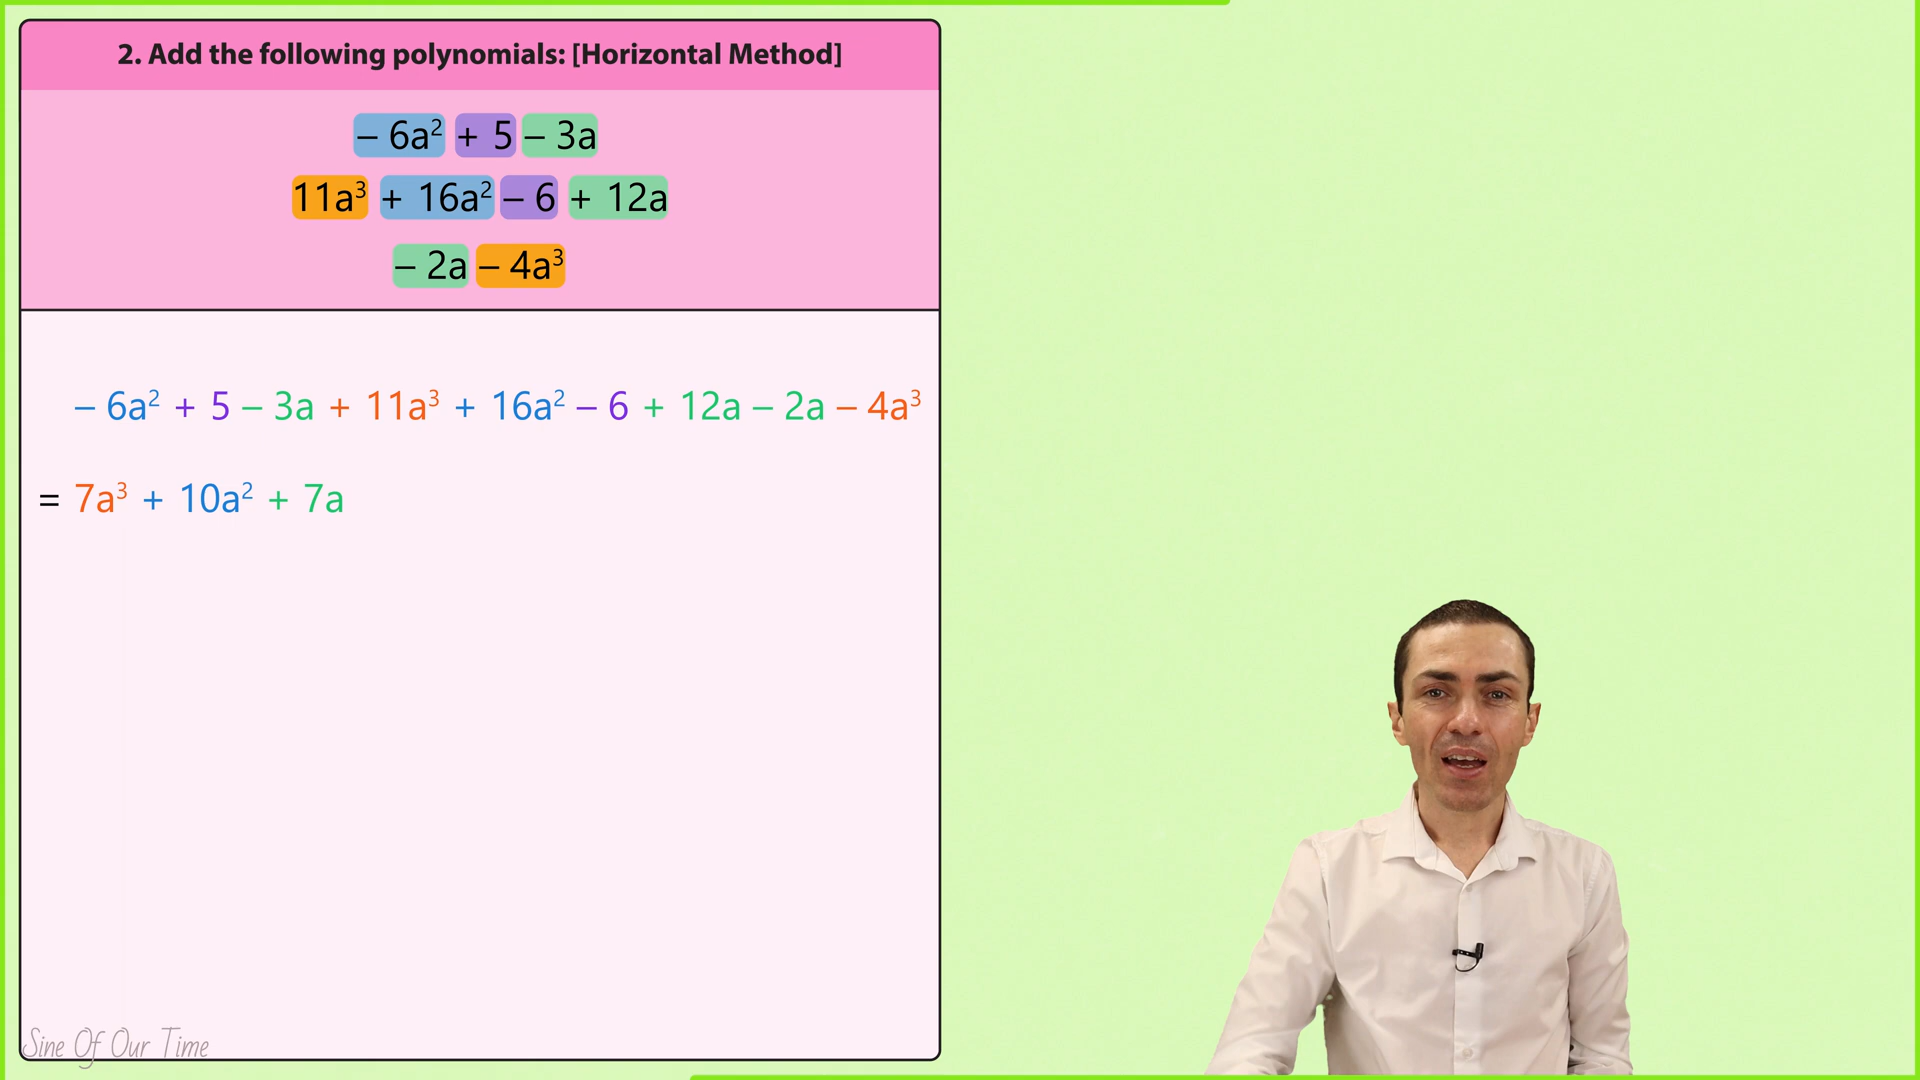 2. Add the following polynomials: [Horizontal Method]
– 6a² + 5 – 3a
11a³ + 16a² – 6 + 12a
– 2a – 4a³
– 6a² + 5 – 3a + 11a³ + 16a² – 6 + 12a – 2a – 4a³
= 7a³ + 10a² + 7a
Sine Of Our Time